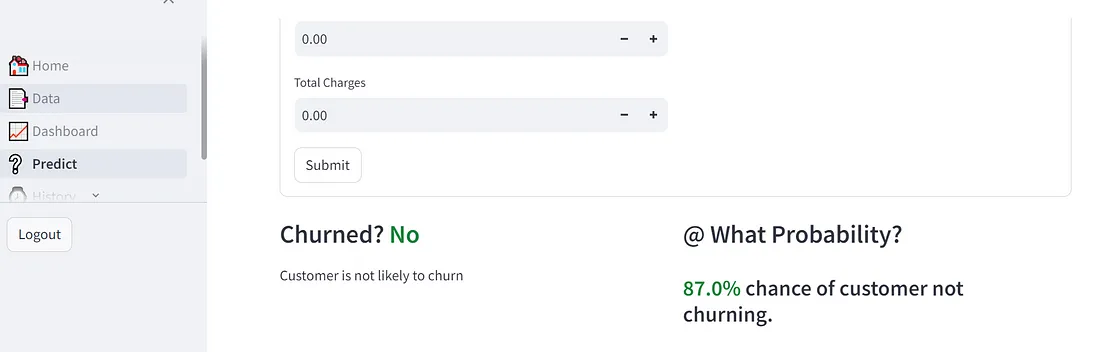 Home
Data
Dashboard
Predict
History
Logout
0.00
Total Charges
0.00
Submit
Churned? No
Customer is not likely to churn
@ What Probability?
87.0% chance of customer not
churning.